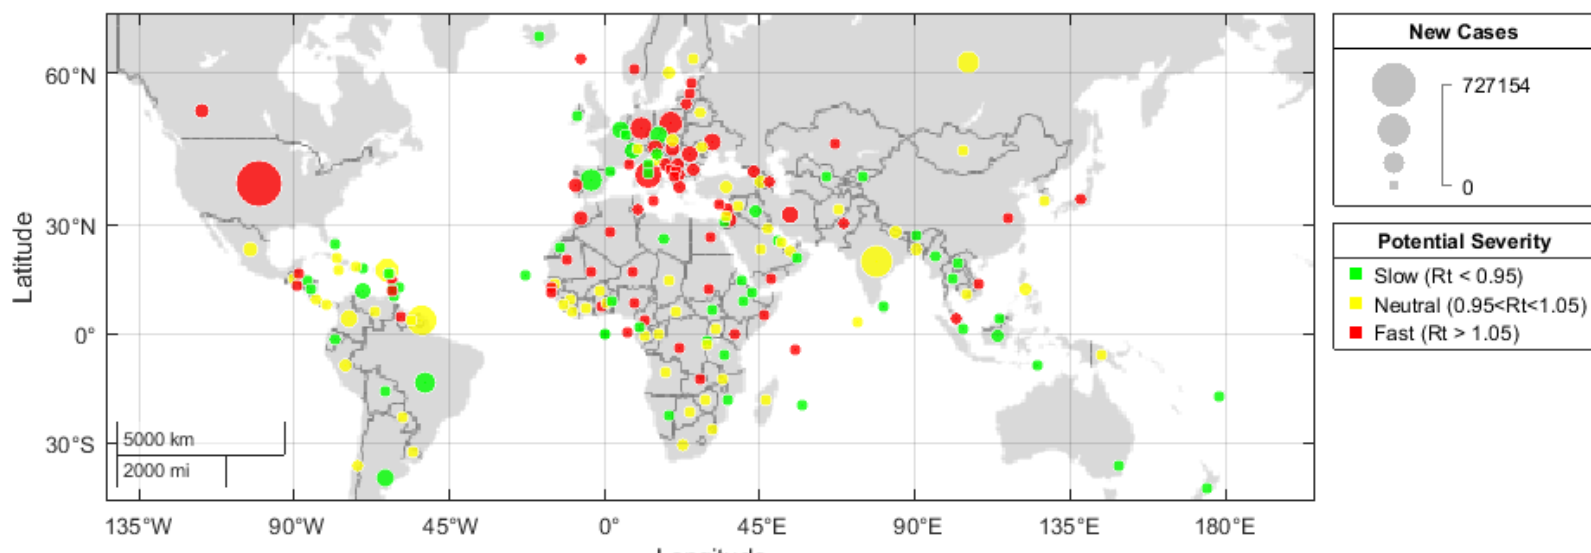 New Cases
727154
0
Potential Severity
Slow (Rt < 0.95)
Neutral (0.95<Rt<1.05)
Fast (Rt > 1.05)
Latitude
60°N
30°N
0°
30°S
5000 km
2000 mi
135°W
90°W
45°W
0°
45°E
90°E
135°E
180°E